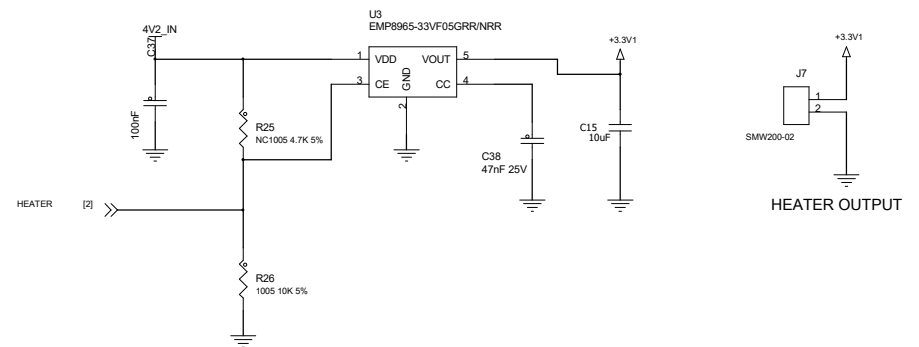 U3
EMP8965-33VF05GRR/NRR
4V2_IN
C37
100nF
1 VDD VOUT 5
3 CE GND CC 4
2
+3.3V1
+3.3V1
J7
1
2
SMW200-02
R25
NC1005 4.7K 5%
C15
10uF
C38
47nF 25V
HEATER [2]
HEATER OUTPUT
R26
1005 10K 5%